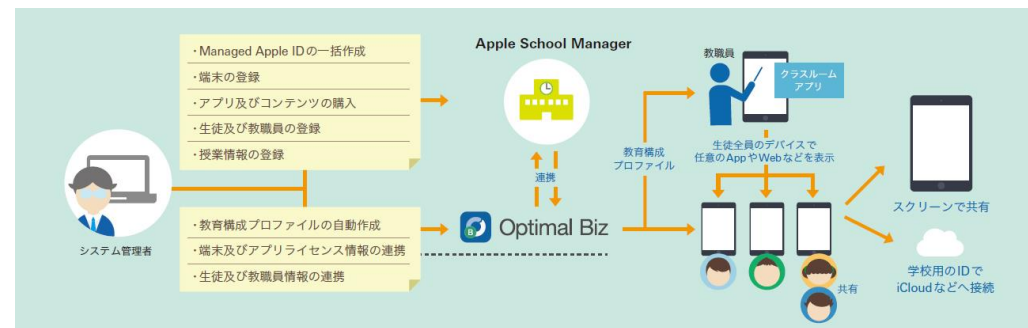 ・Managed Apple IDの一括作成
・端末の登録
・アプリ及びコンテンツの購入
・生徒及び教職員の登録
・授業情報の登録
システム管理者
・教育構成プロファイルの自動作成
・端末及びアプリライセンス情報の連携
・生徒及び教職員情報の連携
Apple School Manager
連携
B
Optimal Biz
教育構成
プロファイル
教職員
クラスルーム
アプリ
生徒全員のデバイスで
任意のAppやWebなどを表示
共有
スクリーンで共有
学校用のIDで
iCloudなどへ接続